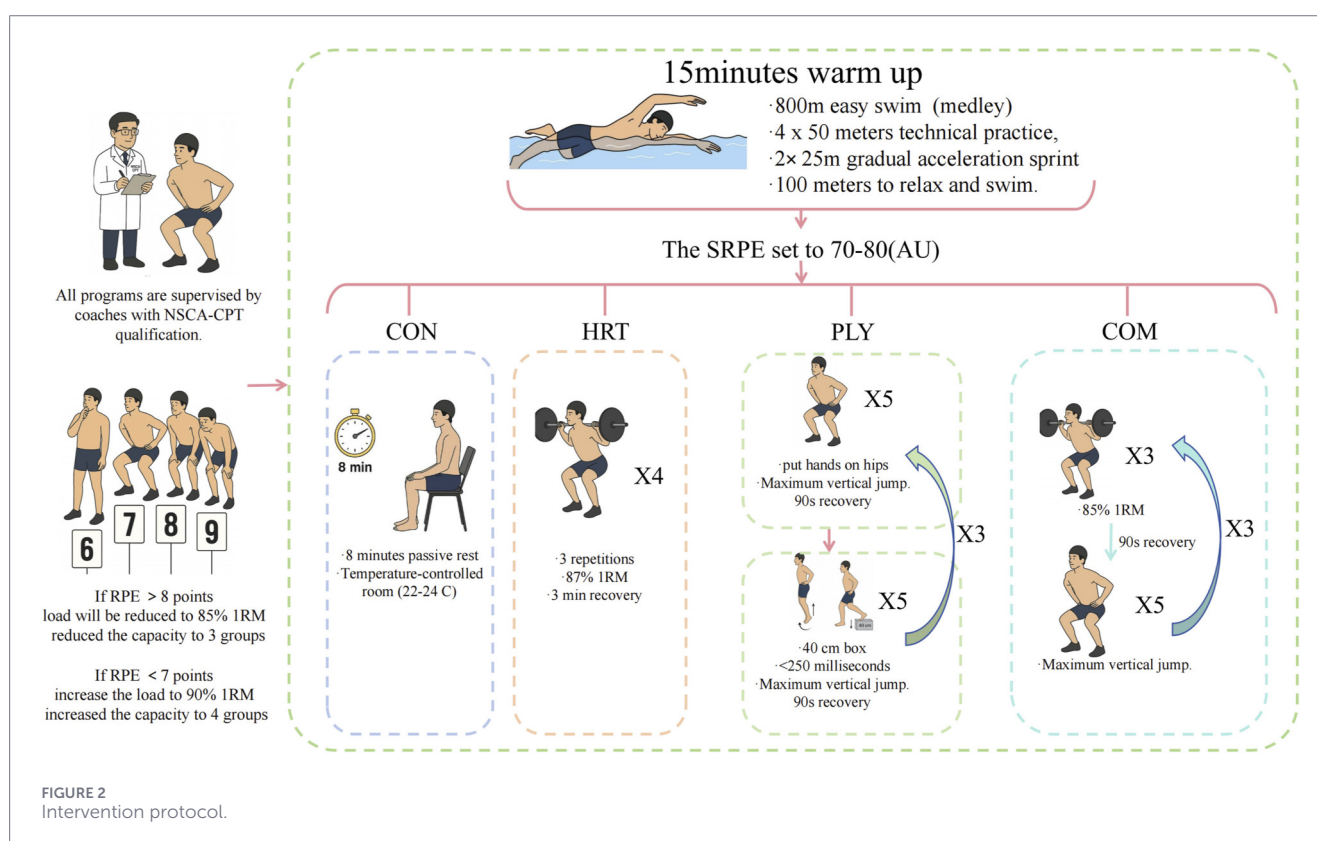 15minutes warm up
·800m easy swim (medley)
·4 x 50 meters technical practice,
·2× 25m gradual acceleration sprint
·100 meters to relax and swim.
The SRPE set to 70-80(AU)
All programs are supervised by
coaches with NSCA-CPT
qualification.
6
7
8
9
If RPE > 8 points
load will be reduced to 85% 1RM
reduced the capacity to 3 groups
If RPE < 7 points
increase the load to 90% 1RM
increased the capacity to 4 groups
CON
8 min
·8 minutes passive rest
·Temperature-controlled
room (22-24 C)
HRT
X4
·3 repetitions
·87% 1RM
·3 min recovery
PLY
X5
·put hands on hips
·Maximum vertical jump.
90s recovery
X5
·40 cm box
·<250 milliseconds
·Maximum vertical jump.
90s recovery
X3
COM
X3
·85% 1RM
90s recovery
X5
·Maximum vertical jump.
X3
FIGURE 2
Intervention protocol.